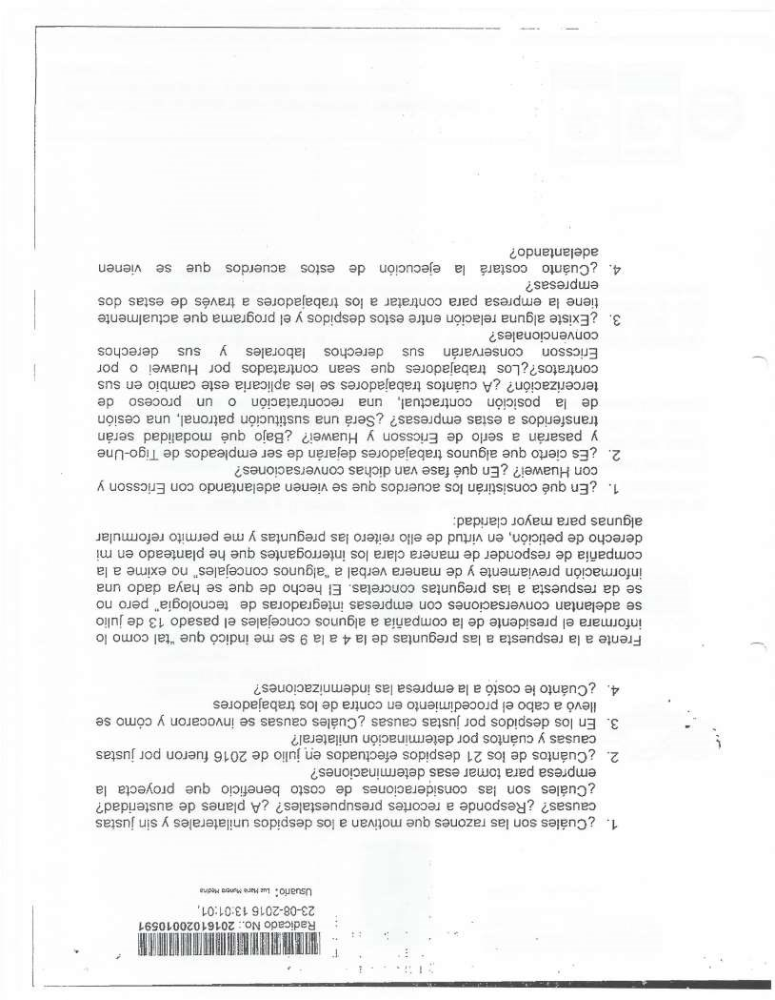 Radicado No.: 201610200010591
23-08-2016 13:01:01,
Usuario: Luz Maria Munera Medina
1. ?Cuáles son las razones que motivan a los despidos unilaterales y sin justas
causas? ?Responde a recortes presupuestales? ?A planes de austeridad?
?Cuáles son las consideraciones de costo beneficio que proyecta la
empresa para tomar esas determinaciones?
2. ?Cuántos de los 21 despidos efectuados en julio de 2016 fueron por justas
causas y cuántos por determinación unilateral?
3. En los despidos por justas causas ?Cuáles causas se invocaron y cómo se
llevó a cabo el procedimiento en contra de los trabajadores
4. ?Cuánto le costó a la empresa las indemnizaciones?
Frente a la respuesta a las preguntas de la 4 a la 9 se me indicó que "tal como lo
informara el presidente de la compañía a algunos concejales el pasado 13 de julio
se adelantan conversaciones con empresas integradoras de tecnología" pero no
se da respuesta a las preguntas concretas. El hecho de que se haya dado una
información previamente y de manera verbal a "algunos concejales" no exime a la
compañía de responder de manera clara los interrogantes que he planteado en mi
derecho de petición, en virtud de ello reitero las preguntas y me permito reformular
algunas para mayor claridad:
1. ?En qué consistirán los acuerdos que se vienen adelantando con Ericsson y
con Huawei? ?En qué fase van dichas conversaciones?
2. ?Es cierto que algunos trabajadores dejarán de ser empleados de Tigo-Une
y pasarán a serlo de Ericsson y Huawei? ?Bajo qué modalidad serán
transferidos a estas empresas? ?Será una sustitución patronal, una cesión
de la posición contractual, una recontratación o un proceso de
tercerización? ?A cuántos trabajadores se les aplicaría este cambio en sus
contratos??Los trabajadores que sean contratados por Huawei o por
Ericsson conservarán sus derechos laborales y sus derechos
convencionales?
3. ?Existe alguna relación entre estos despidos y el programa que actualmente
tiene la empresa para contratar a los trabajadores a través de estas dos
empresas?
4. ?Cuánto costará la ejecución de estos acuerdos que se vienen
adelantando?